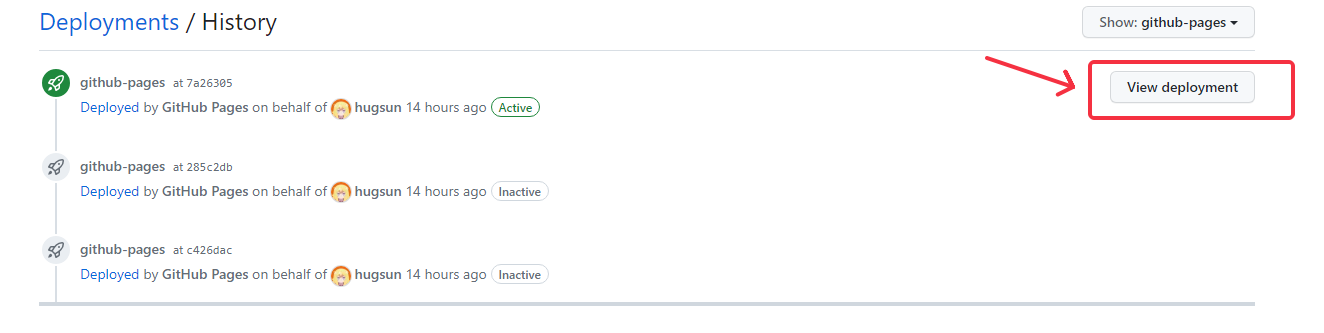 Deployments / History
Show: github-pages
github-pages at 7a26305
View deployment
Deployed by GitHub Pages on behalf of hugsun 14 hours ago Active
github-pages at 285c2db
Deployed by GitHub Pages on behalf of hugsun 14 hours ago Inactive
github-pages at c426dac
Deployed by GitHub Pages on behalf of hugsun 14 hours ago Inactive